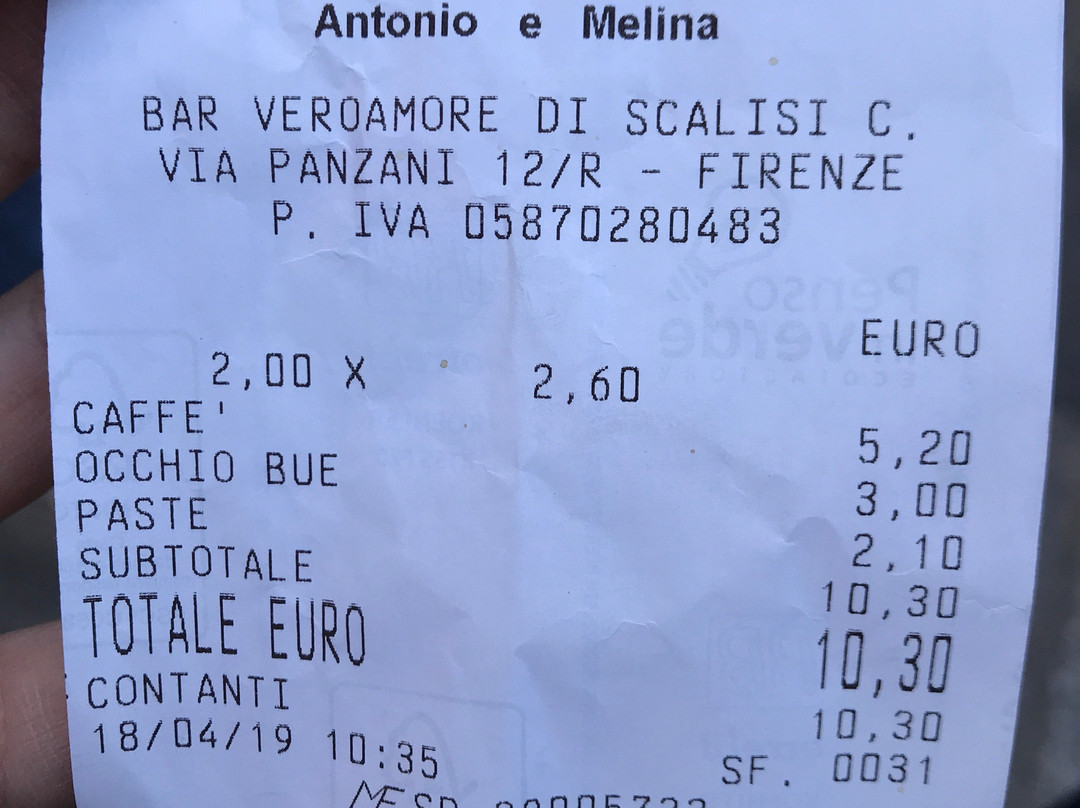 Antonio e Melina
BAR VEROAMORE DI SCALISI C.
VIA PANZANI 12/R - FIRENZE
P. IVA 05870280483
EURO
2,00 X 2,60
CAFFE' 5,20
OCCHIO BUE 3,00
PASTE 2,10
SUBTOTALE 10,30
TOTALE EURO 10,30
CONTANTI 10,30
18/04/19 10:35 SF. 0031
Penso
verde